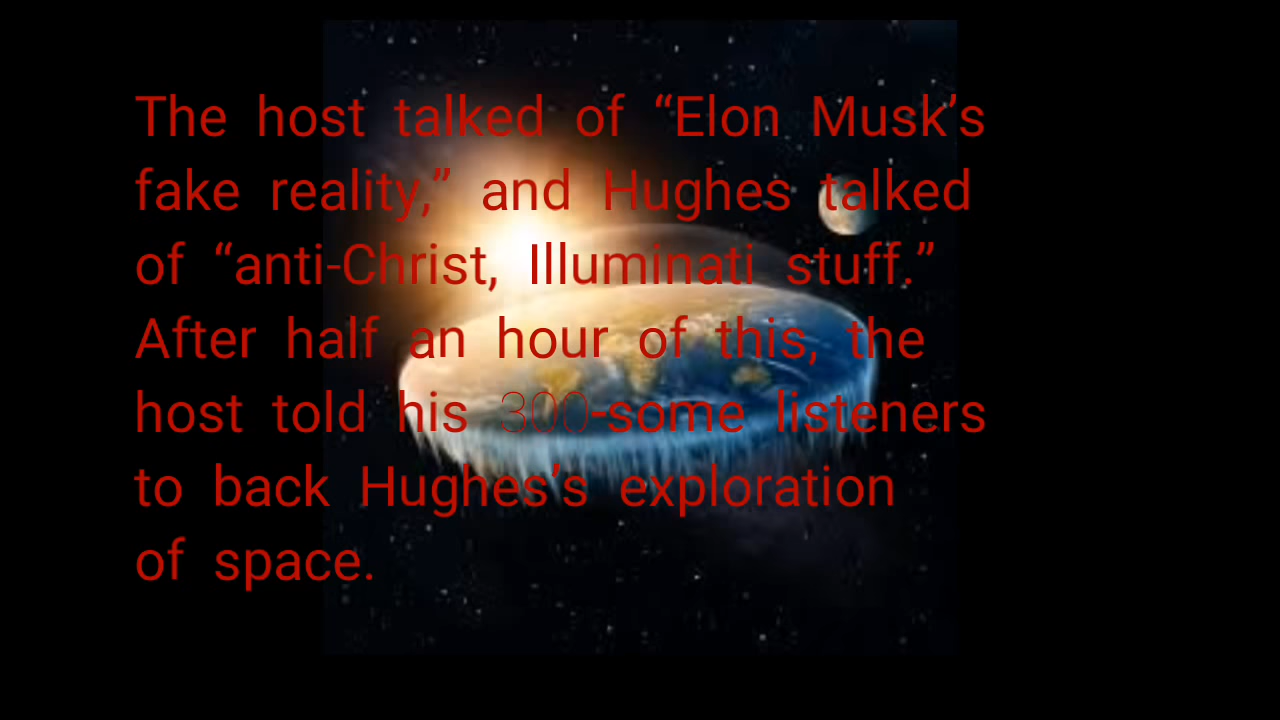 The host talked of “Elon Musk’s
fake reality,” and Hughes talked
of “anti-Christ, Illuminati stuff.”
After half an hour of this, the
host told his 300-some listeners
to back Hughes’s exploration
of space.